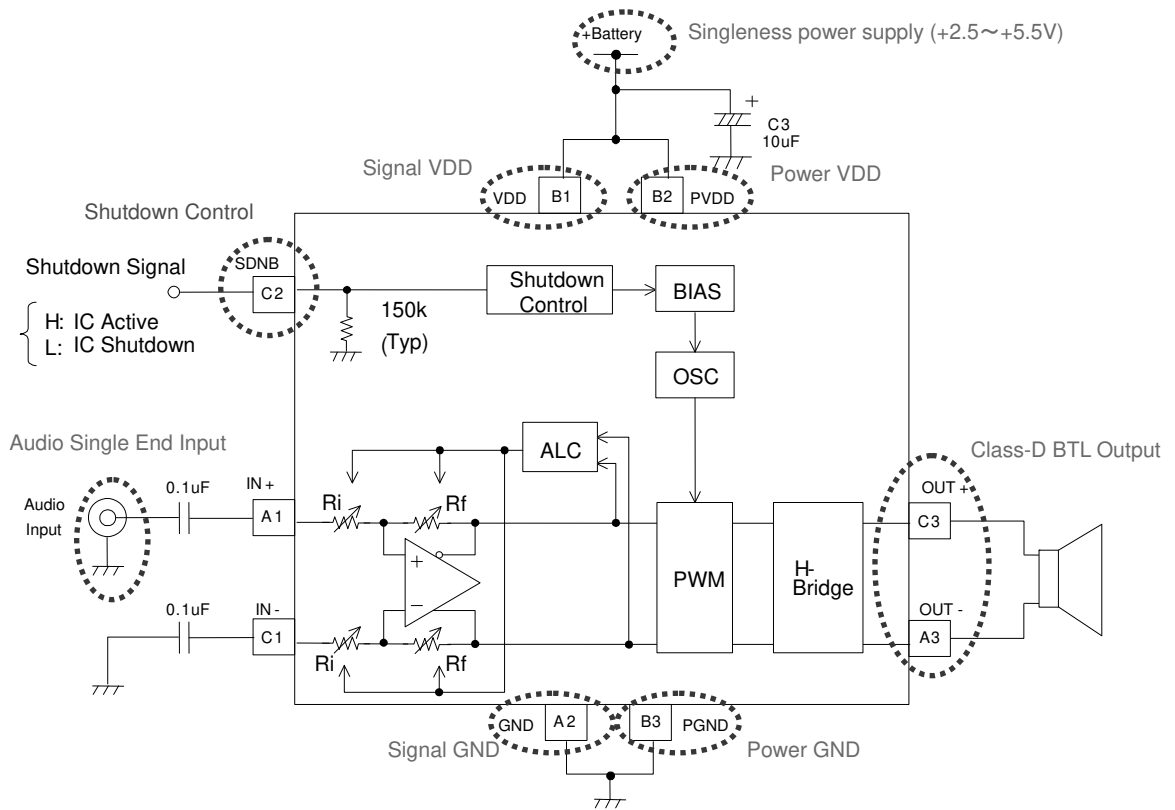 +Battery
Singleness power supply (+2.5~+5.5V)
+
C3
10uF
Signal VDD
Power VDD
VDD
B1
B2
PVDD
Shutdown Control
SDNB
Shutdown Signal
C2
H: IC Active
L: IC Shutdown
150k
(Typ)
Shutdown
Control
BIAS
OSC
Audio Single End Input
ALC
Class-D BTL Output
0.1uF
IN +
Audio
Input
A1
Ri
Rf
OUT +
C3
+
−
PWM
H-
Bridge
0.1uF
IN -
C1
Ri
Rf
OUT -
A3
GND
A2
B3
PGND
Signal GND
Power GND